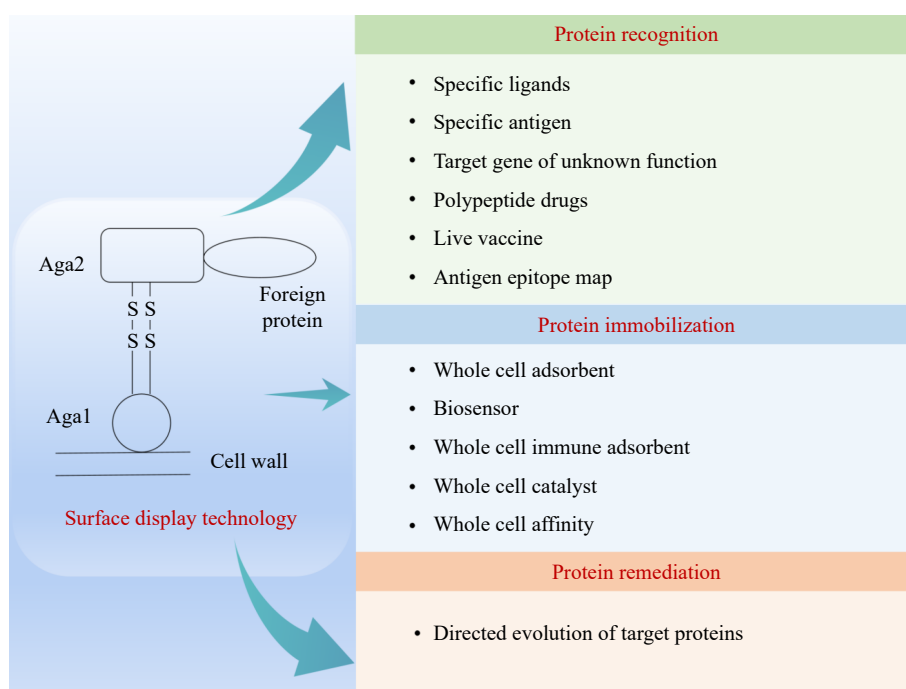 Aga2
Foreign
protein
S S
S S
Aga1
Cell wall
Surface display technology
Protein recognition
• Specific ligands
• Specific antigen
• Target gene of unknown function
• Polypeptide drugs
• Live vaccine
• Antigen epitope map
Protein immobilization
• Whole cell adsorbent
• Biosensor
• Whole cell immune adsorbent
• Whole cell catalyst
• Whole cell affinity
Protein remediation
• Directed evolution of target proteins